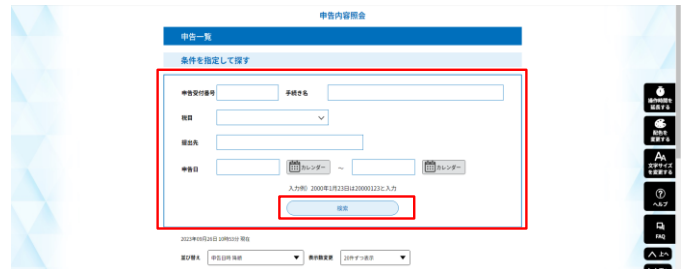 申告内容照会
申告一覧
条件を指定して探す
申告受付番号 手続き名
税目
届出先
申告日 カレンダー ~ カレンダー
入力例）2000年1月23日は20000123と入力
検索
2023年09月26日 10時53分 現在
並び替え 申告日時 降順 ▼ 表示数変更 20件ずつ表示 ▼
操作時間を
延長する
配色を
変更する
AA
文字サイズ
を変更する
ヘルプ
FAQ
上へ